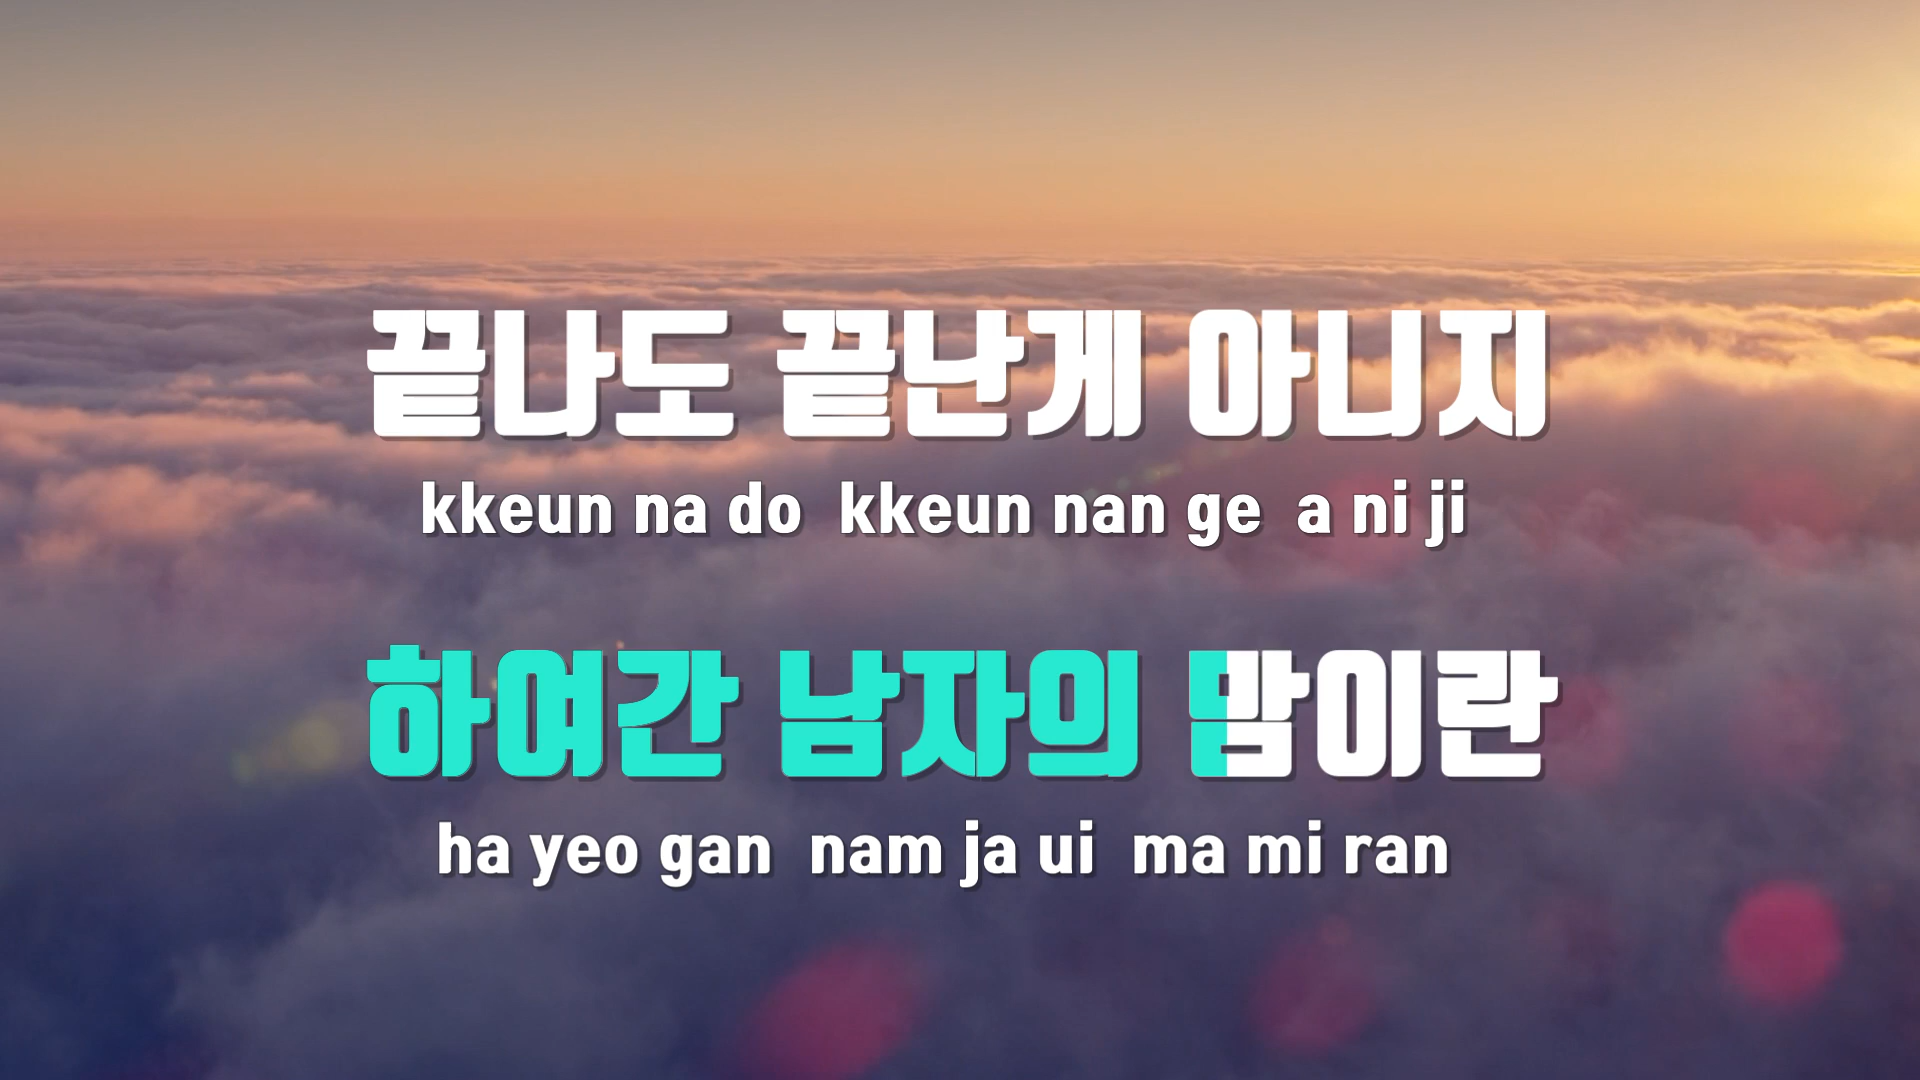 끝나도 끝난게 아니지
kkeun na do kkeun nan ge a ni ji
하여간 남자의 맘이란
ha yeo gan nam ja ui ma mi ran